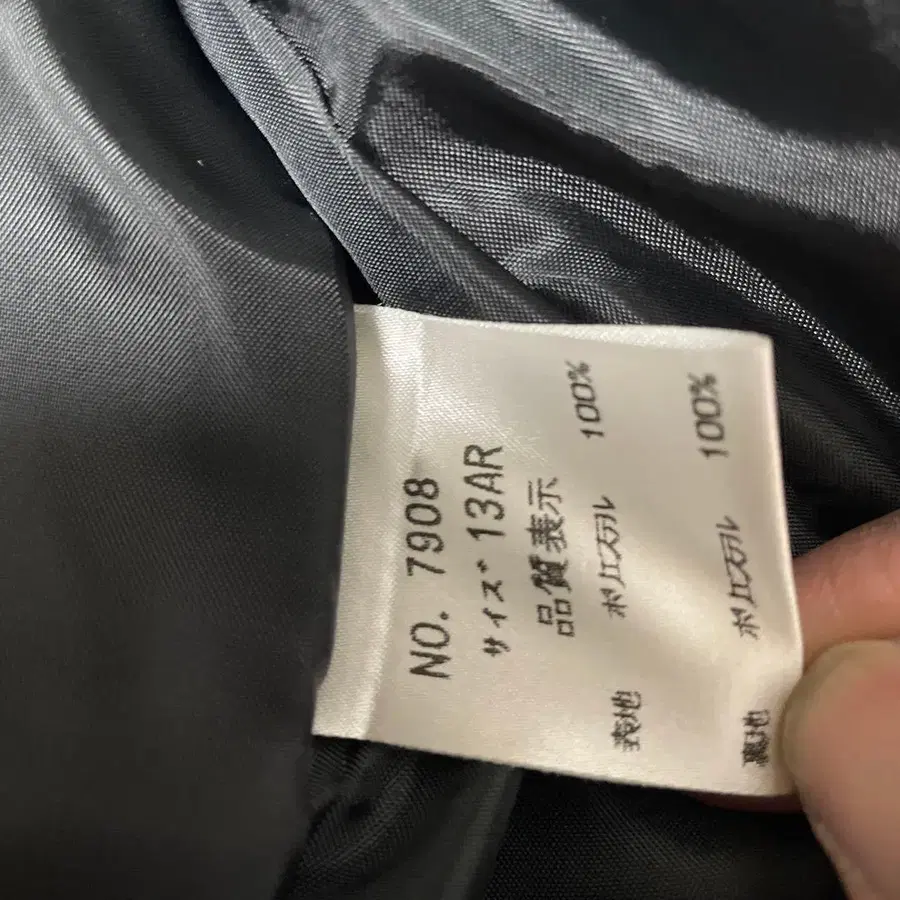 NO. 7908
サイズ 13AR
品質表示
表地 ポリエステル 100%
裏地 ポリエステル 100%